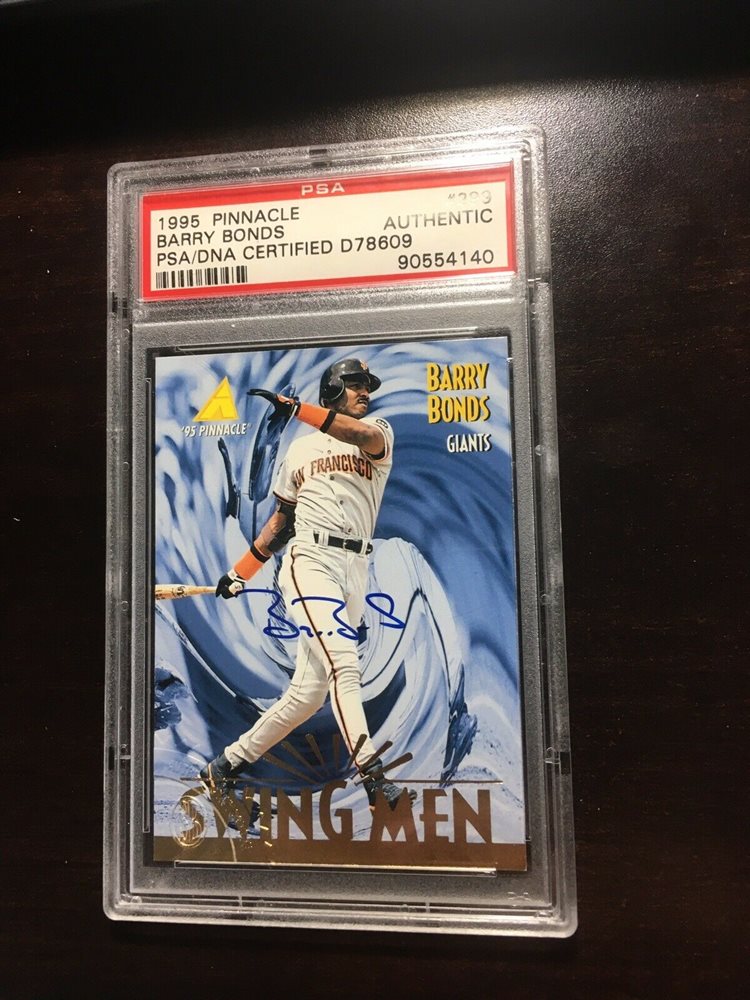 PSA
1995 PINNACLE
BARRY BONDS AUTHENTIC
PSA/DNA CERTIFIED D78609
90554140
BARRY
BONDS
GIANTS
'95 PINNACLE
SAN FRANCISCO
SWING MEN